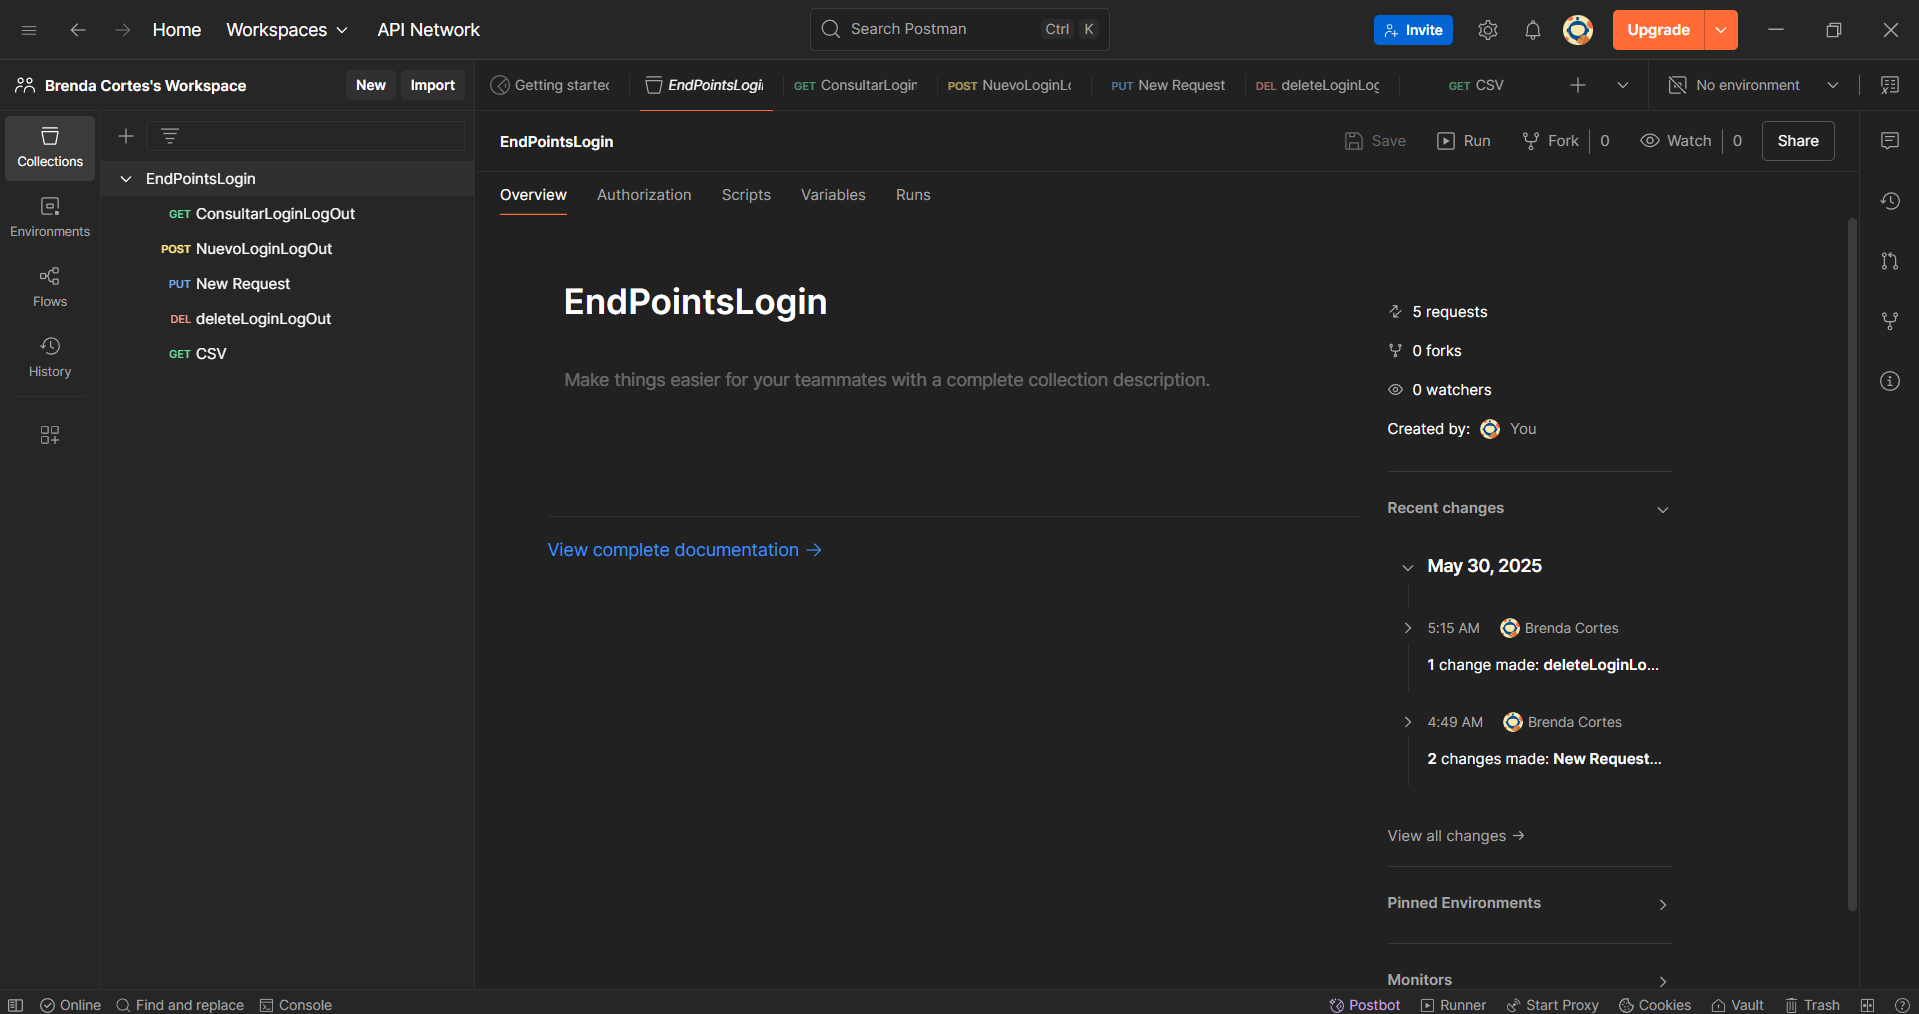 Home Workspaces API Network Search Postman Ctrl K Invite Upgrade
Brenda Cortes's Workspace New Import
Getting started EndPointsLogi ConsultarLogin POST NuevoLoginLo PUT New Request DEL deleteLoginLog GET CSV No environment
Collections
Environments
Flows
History
EndPointsLogin
GET ConsultarLoginLogOut
POST NuevoLoginLogOut
PUT New Request
DEL deleteLoginLogOut
GET CSV
EndPointsLogin Save Run Fork 0 Watch 0 Share
Overview Authorization Scripts Variables Runs
EndPointsLogin
Make things easier for your teammates with a complete collection description.
View complete documentation →
5 requests
0 forks
0 watchers
Created by: You
Recent changes
May 30, 2025
5:15 AM Brenda Cortes
1 change made: deleteLoginLo...
4:49 AM Brenda Cortes
2 changes made: New Request...
View all changes →
Pinned Environments
Monitors
Online Find and replace Console Postbot Runner Start Proxy Cookies Vault Trash